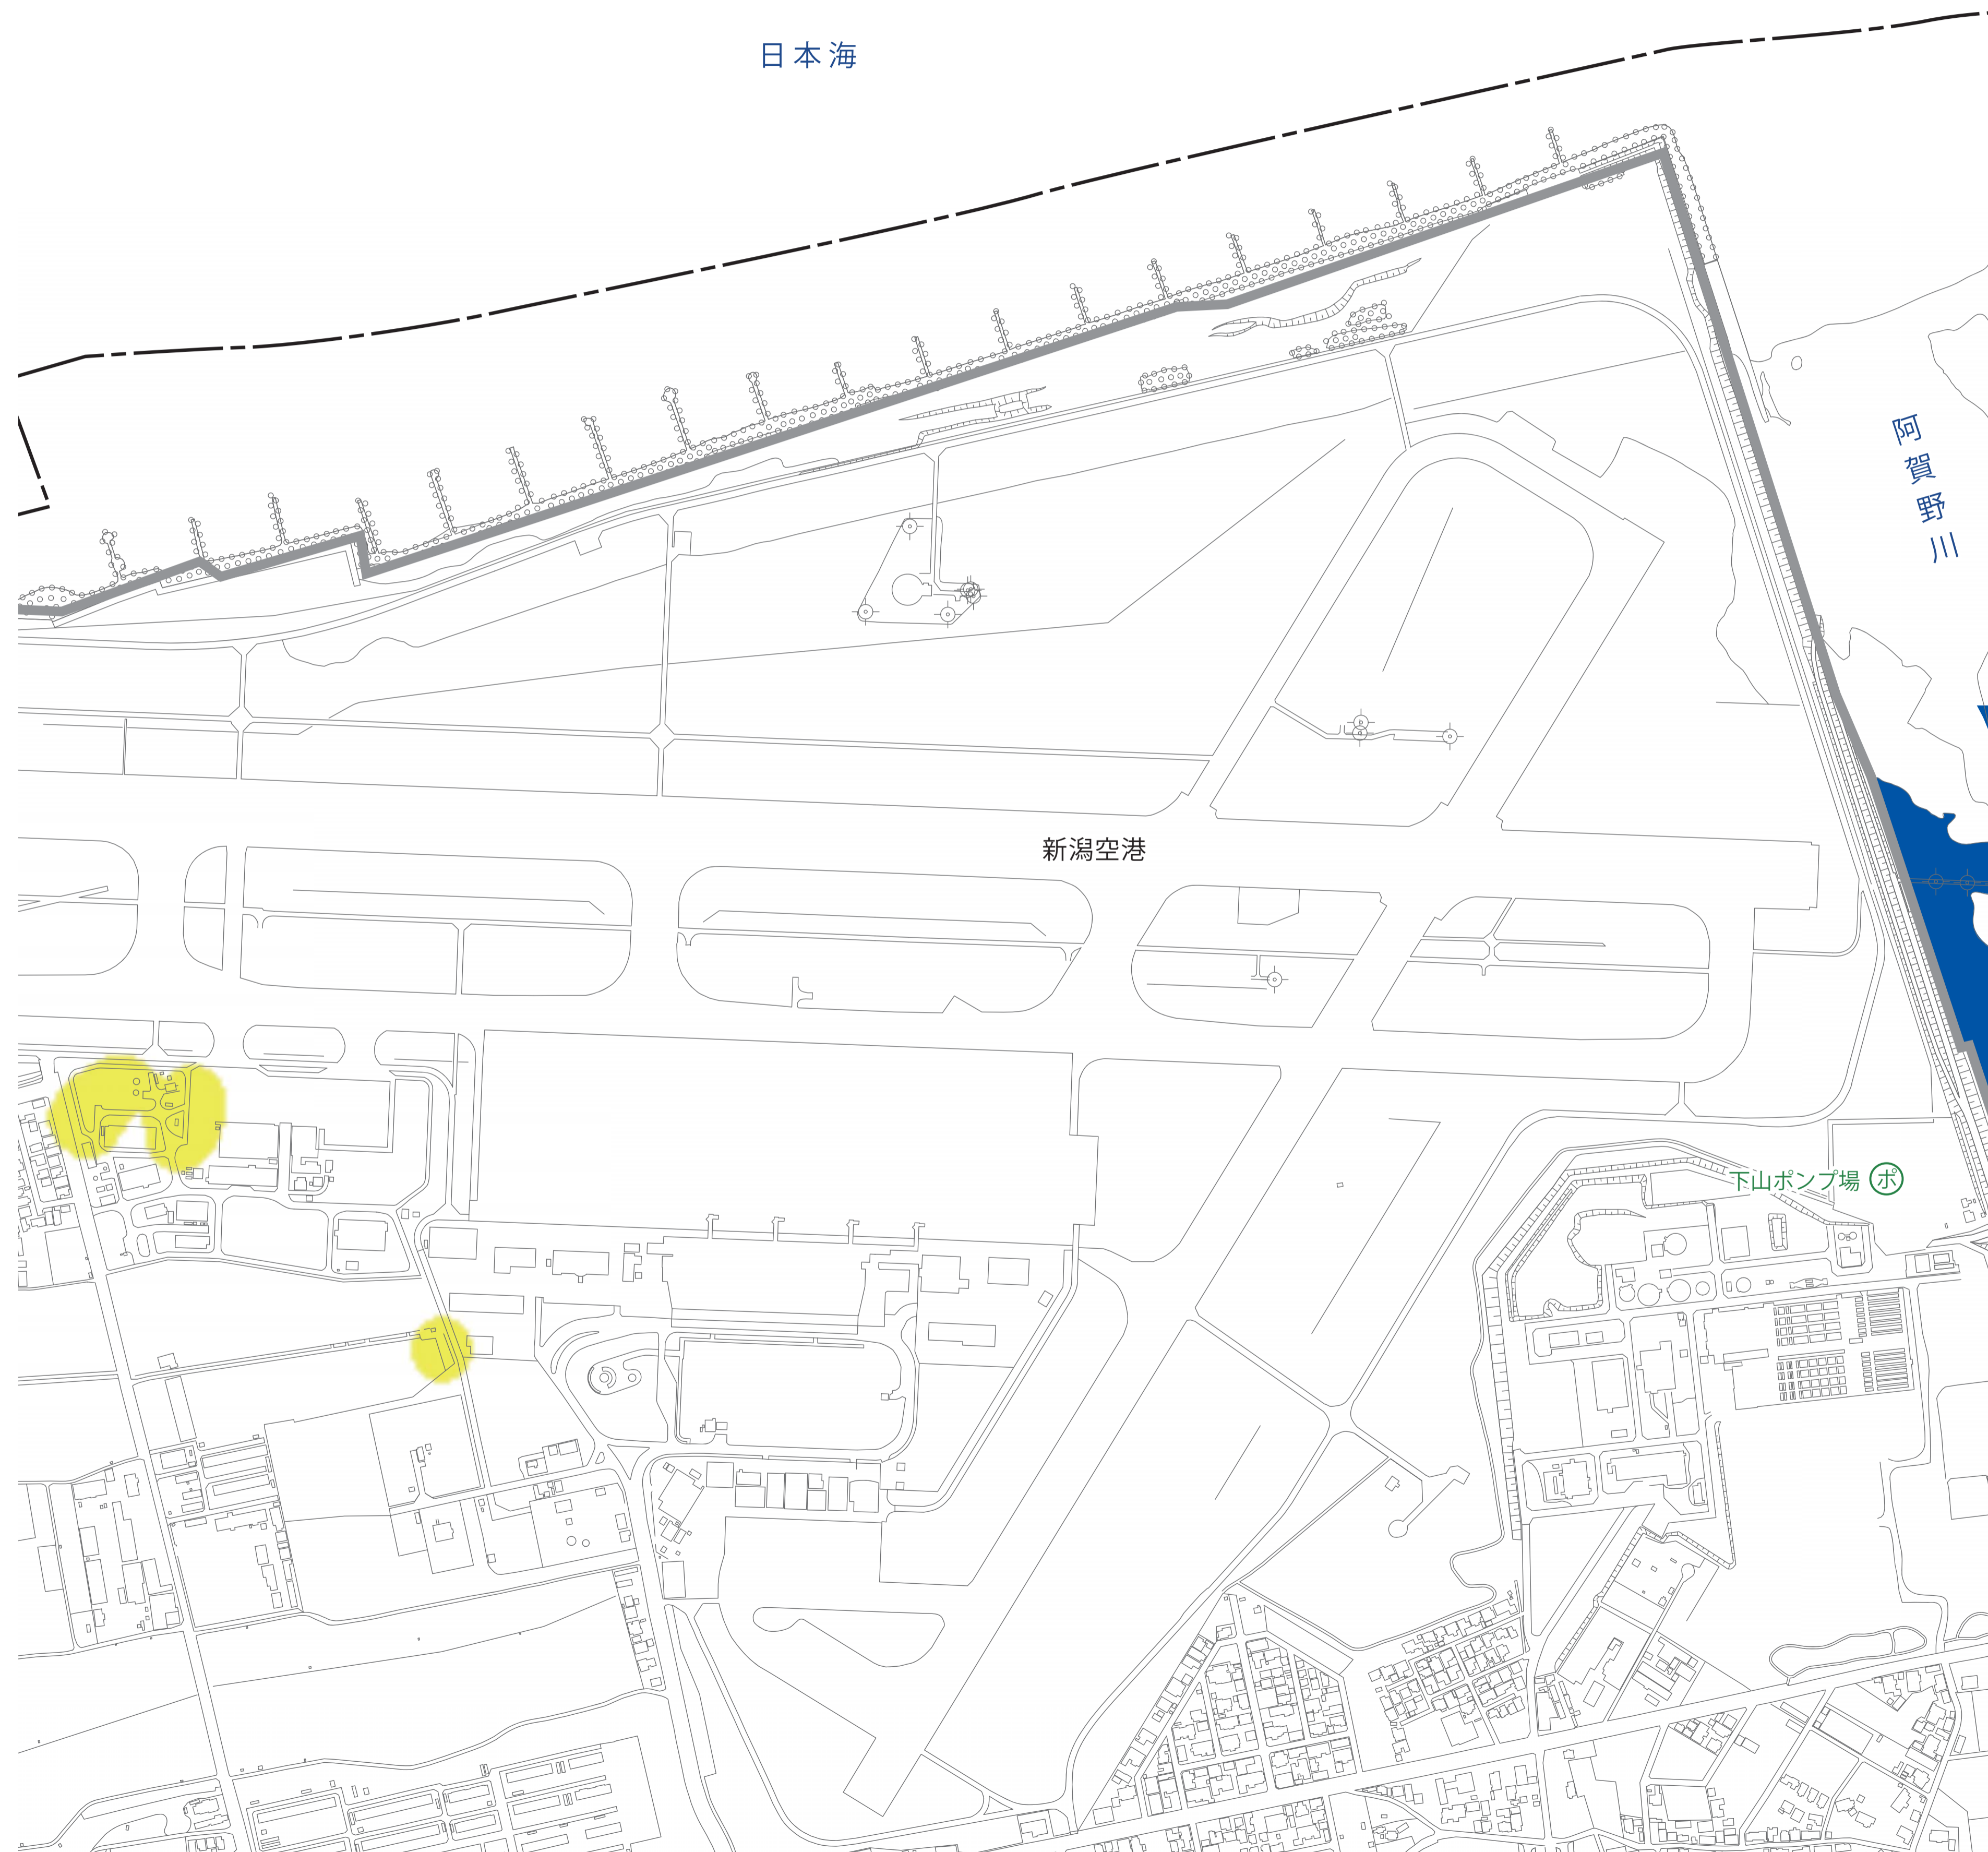 日本海
阿賀野川
新潟空港
下山ポンプ場 ポ